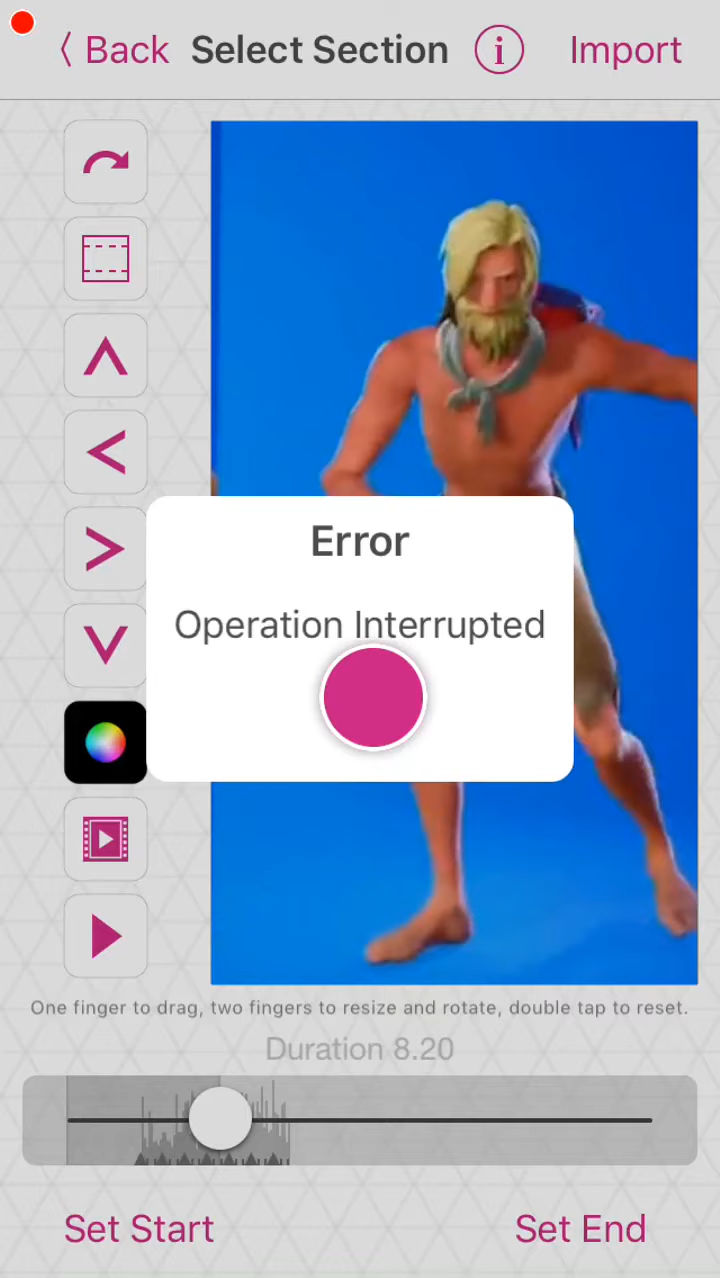 Back Select Section i Import
Error
Operation Interrupted
One finger to drag, two fingers to resize and rotate, double tap to reset.
Duration 8.20
Set Start Set End